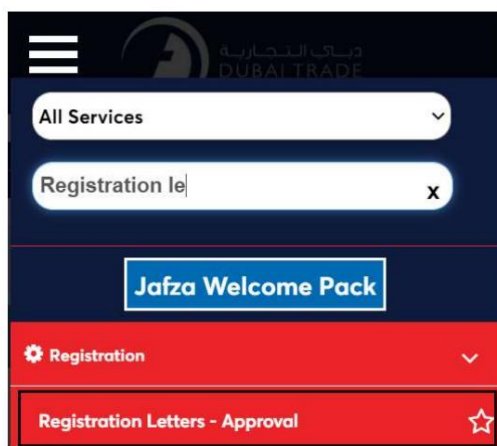 دبي التجارية
DUBAI TRADE
All Services
Registration le
x
Jafza Welcome Pack
Registration
Registration Letters - Approval